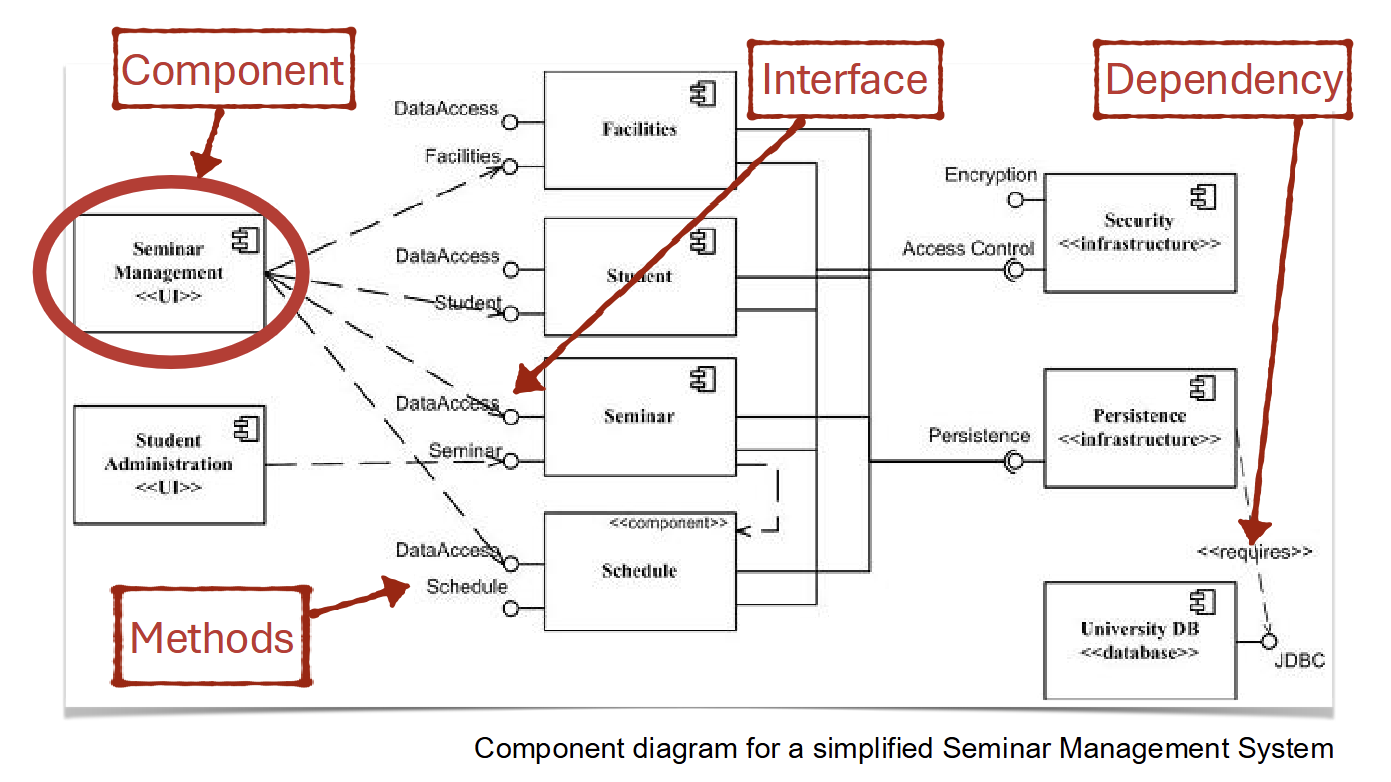 Component
Interface
Dependency
DataAccess
Facilities
Facilities
Encryption
Security
<<infrastructure>>
Access Control
Seminar
Management
<<UI>>
DataAccess
Student
Student
DataAccess
Seminar
Seminar
Persistence
Persistence
<<infrastructure>>
Student
Administration
<<UI>>
<<component>>
DataAccess
Schedule
Schedule
<<requires>>
Methods
University DB
<<database>>
JDBC
Component diagram for a simplified Seminar Management System